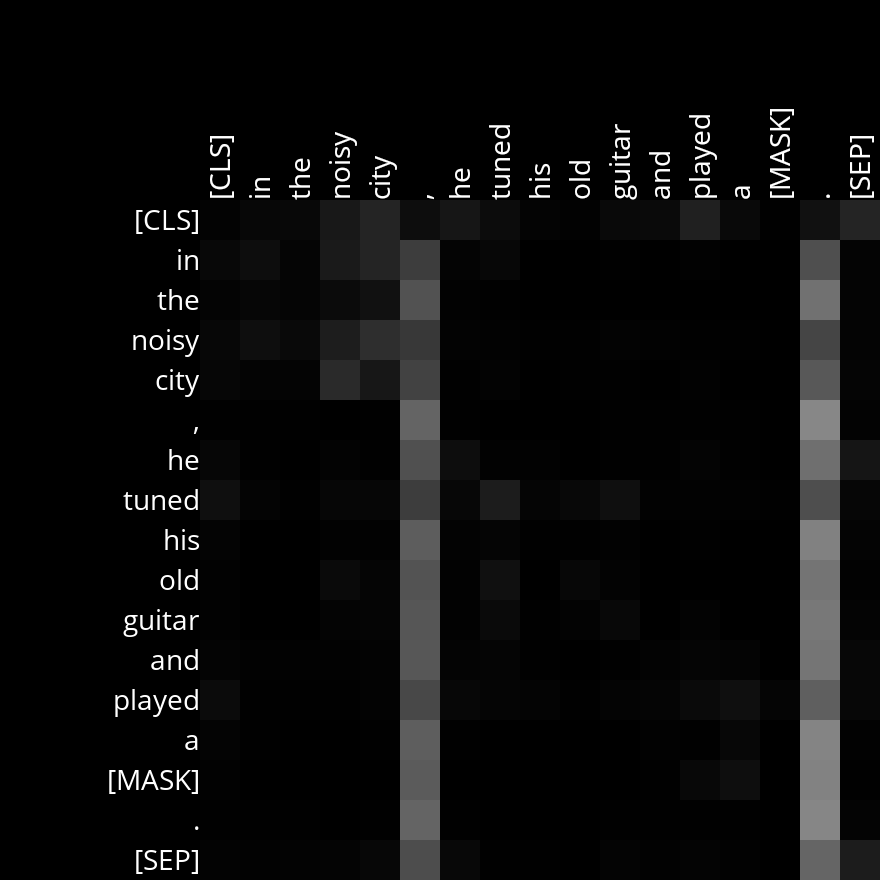 [CLS] in the noisy city , he tuned his old guitar and played a [MASK] . [SEP]
[CLS]
in
the
noisy
city
,
he
tuned
his
old
guitar
and
played
a
[MASK]
.
[SEP]